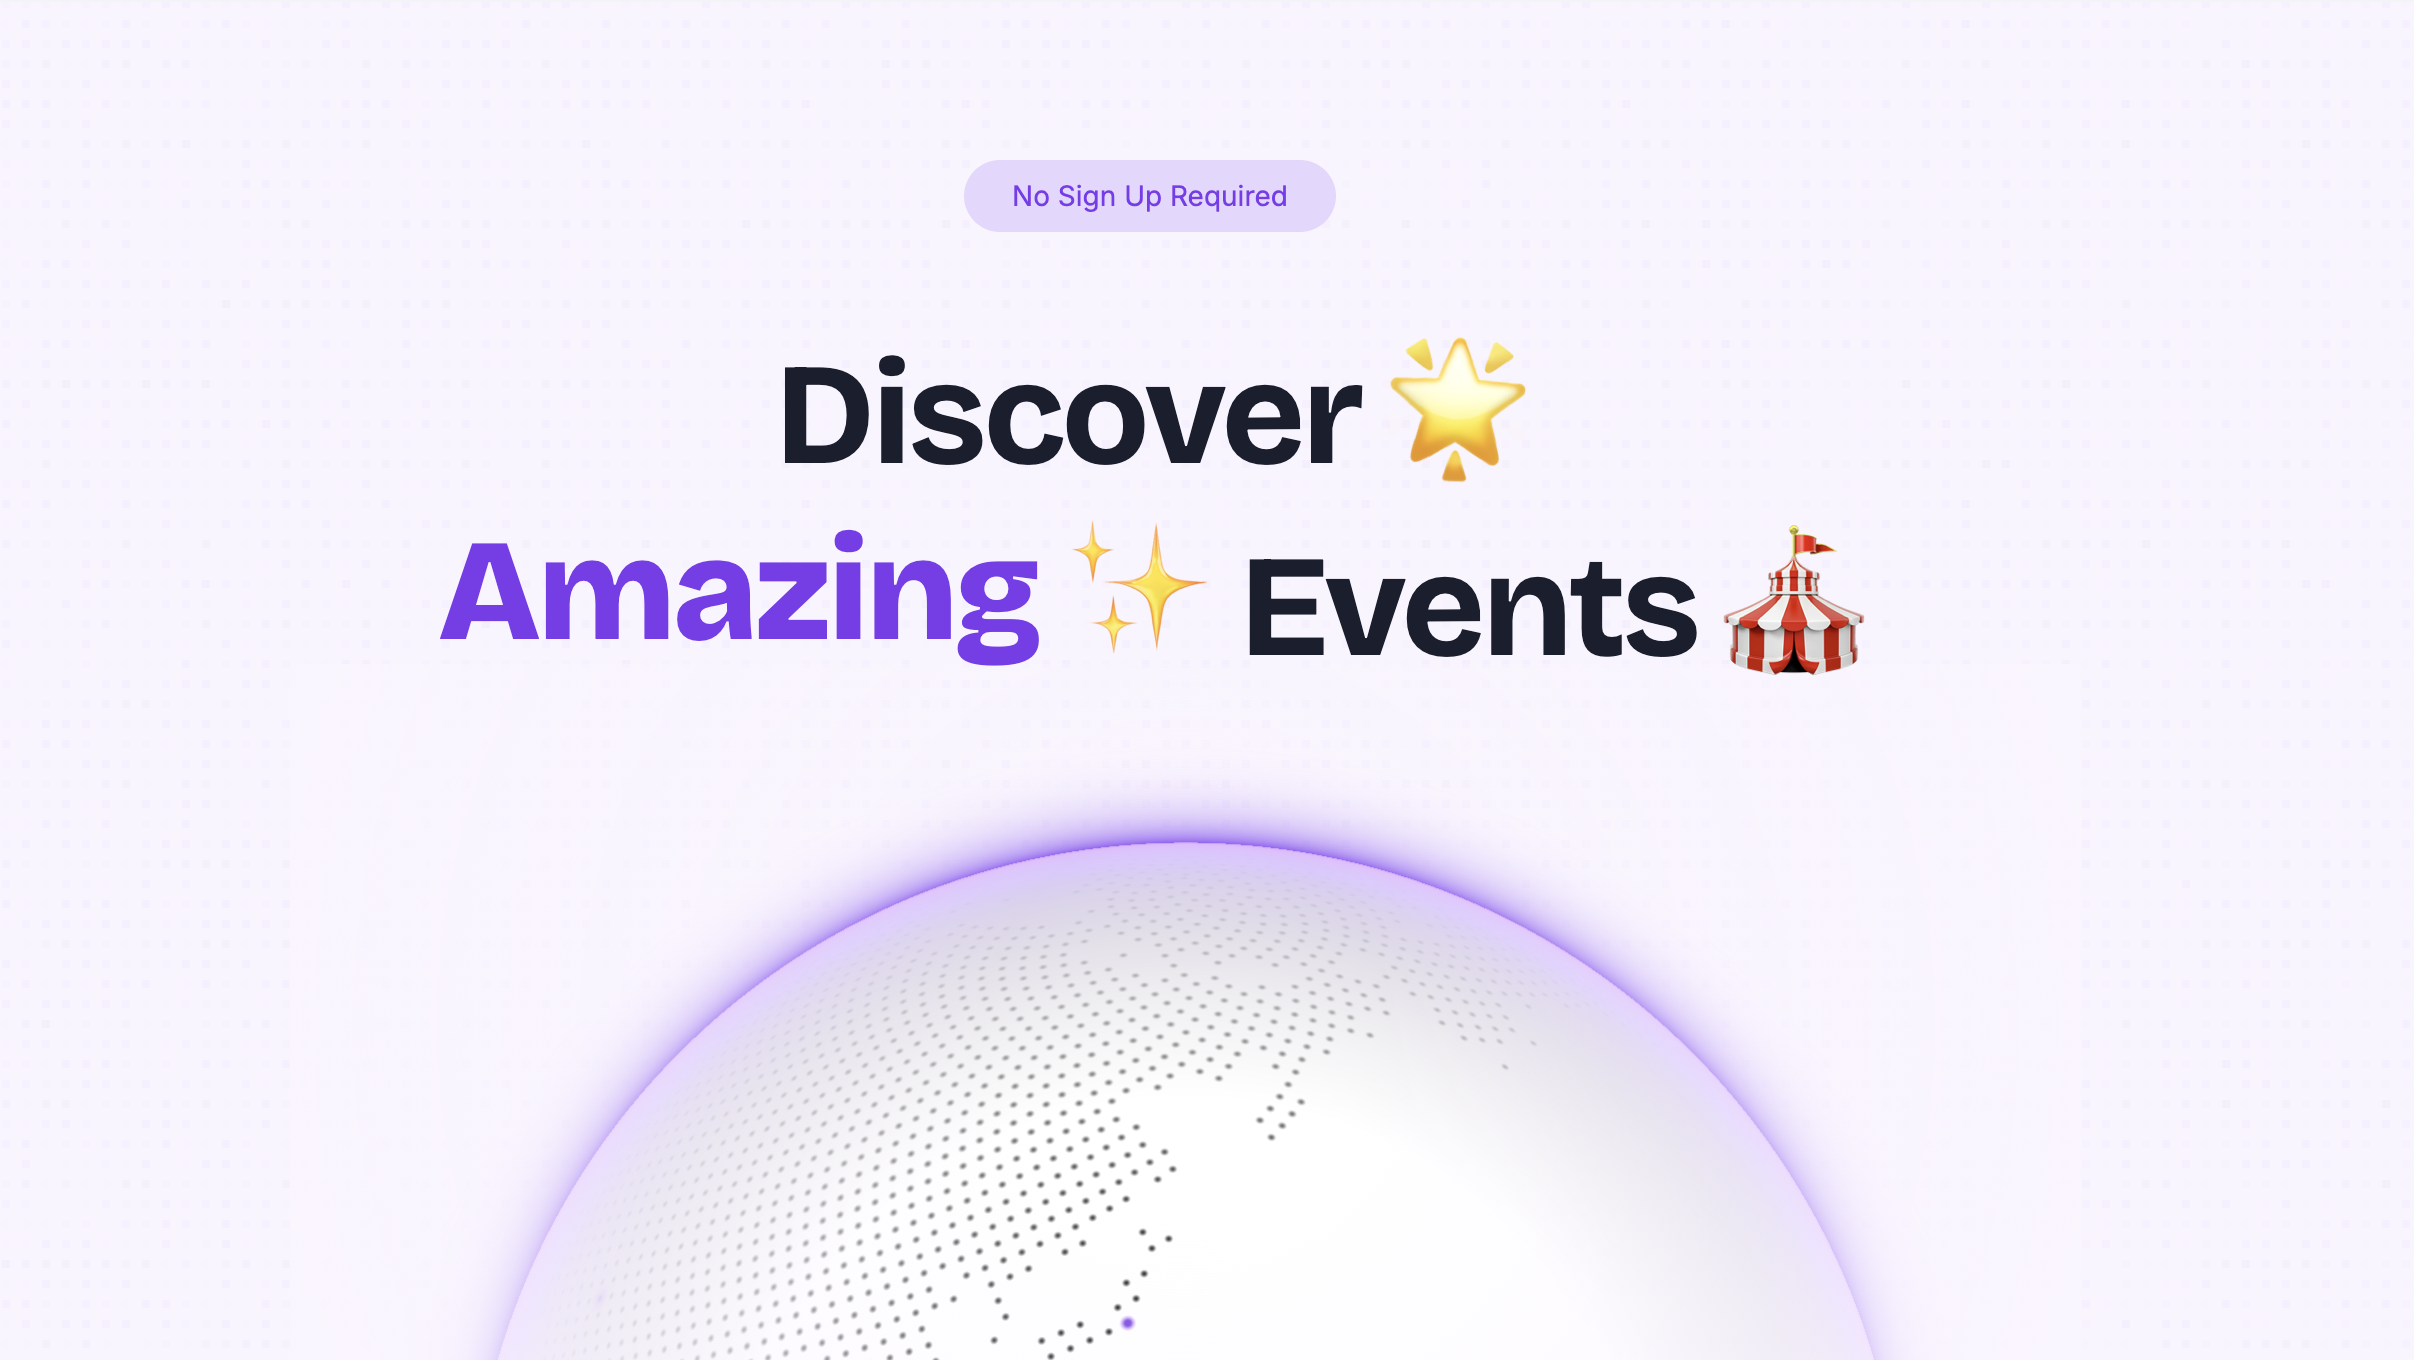 No Sign Up Required
Discover 🌟
Amazing ✨ Events 🎪